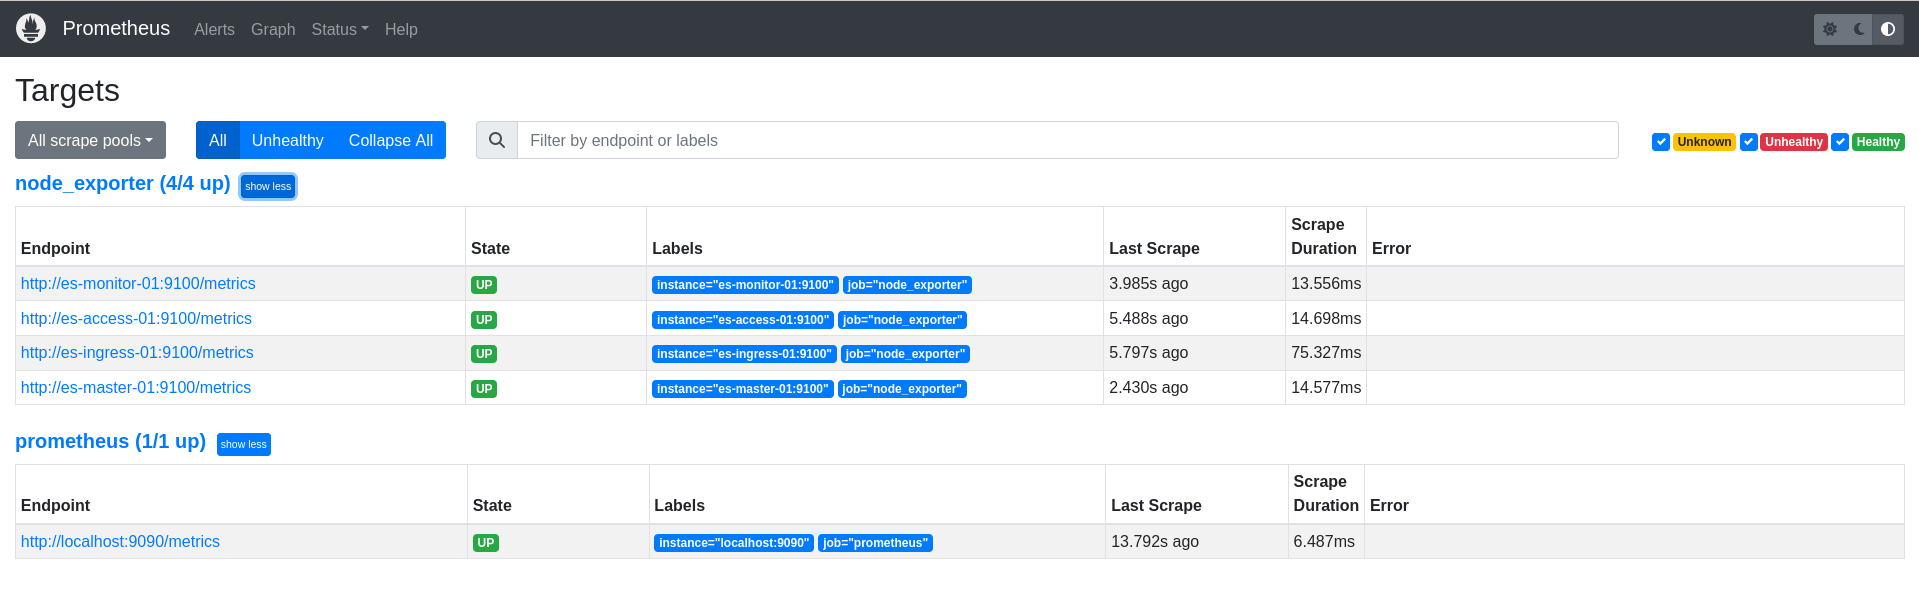 Prometheus Alerts Graph Status Help
Targets
All scrape pools All Unhealthy Collapse All Filter by endpoint or labels Unknown Unhealthy Healthy
node_exporter (4/4 up) show less
Endpoint State Labels Last Scrape Scrape Duration Error
http://es-monitor-01:9100/metrics UP instance="es-monitor-01:9100" job="node_exporter" 3.985s ago 13.556ms
http://es-access-01:9100/metrics UP instance="es-access-01:9100" job="node_exporter" 5.488s ago 14.698ms
http://es-ingress-01:9100/metrics UP instance="es-ingress-01:9100" job="node_exporter" 5.797s ago 75.327ms
http://es-master-01:9100/metrics UP instance="es-master-01:9100" job="node_exporter" 2.430s ago 14.577ms
prometheus (1/1 up) show less
Endpoint State Labels Last Scrape Scrape Duration Error
http://localhost:9090/metrics UP instance="localhost:9090" job="prometheus" 13.792s ago 6.487ms